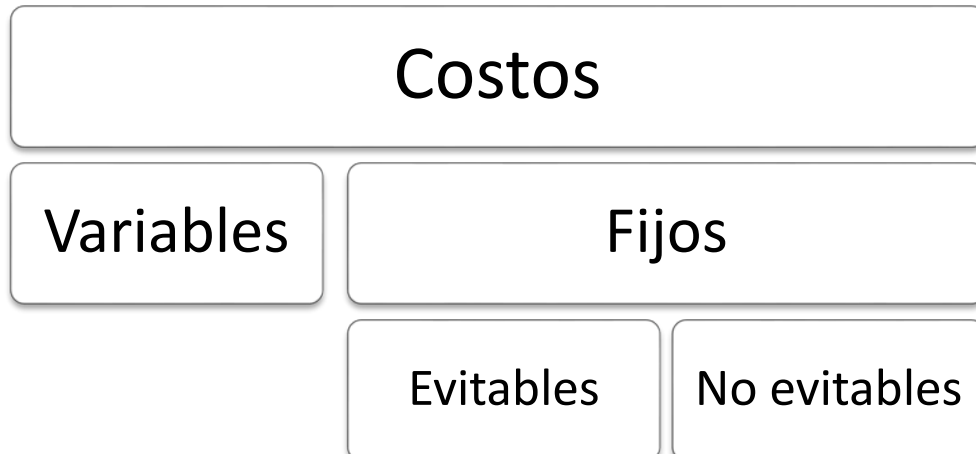 Costos
Variables
Fijos
Evitables
No evitables